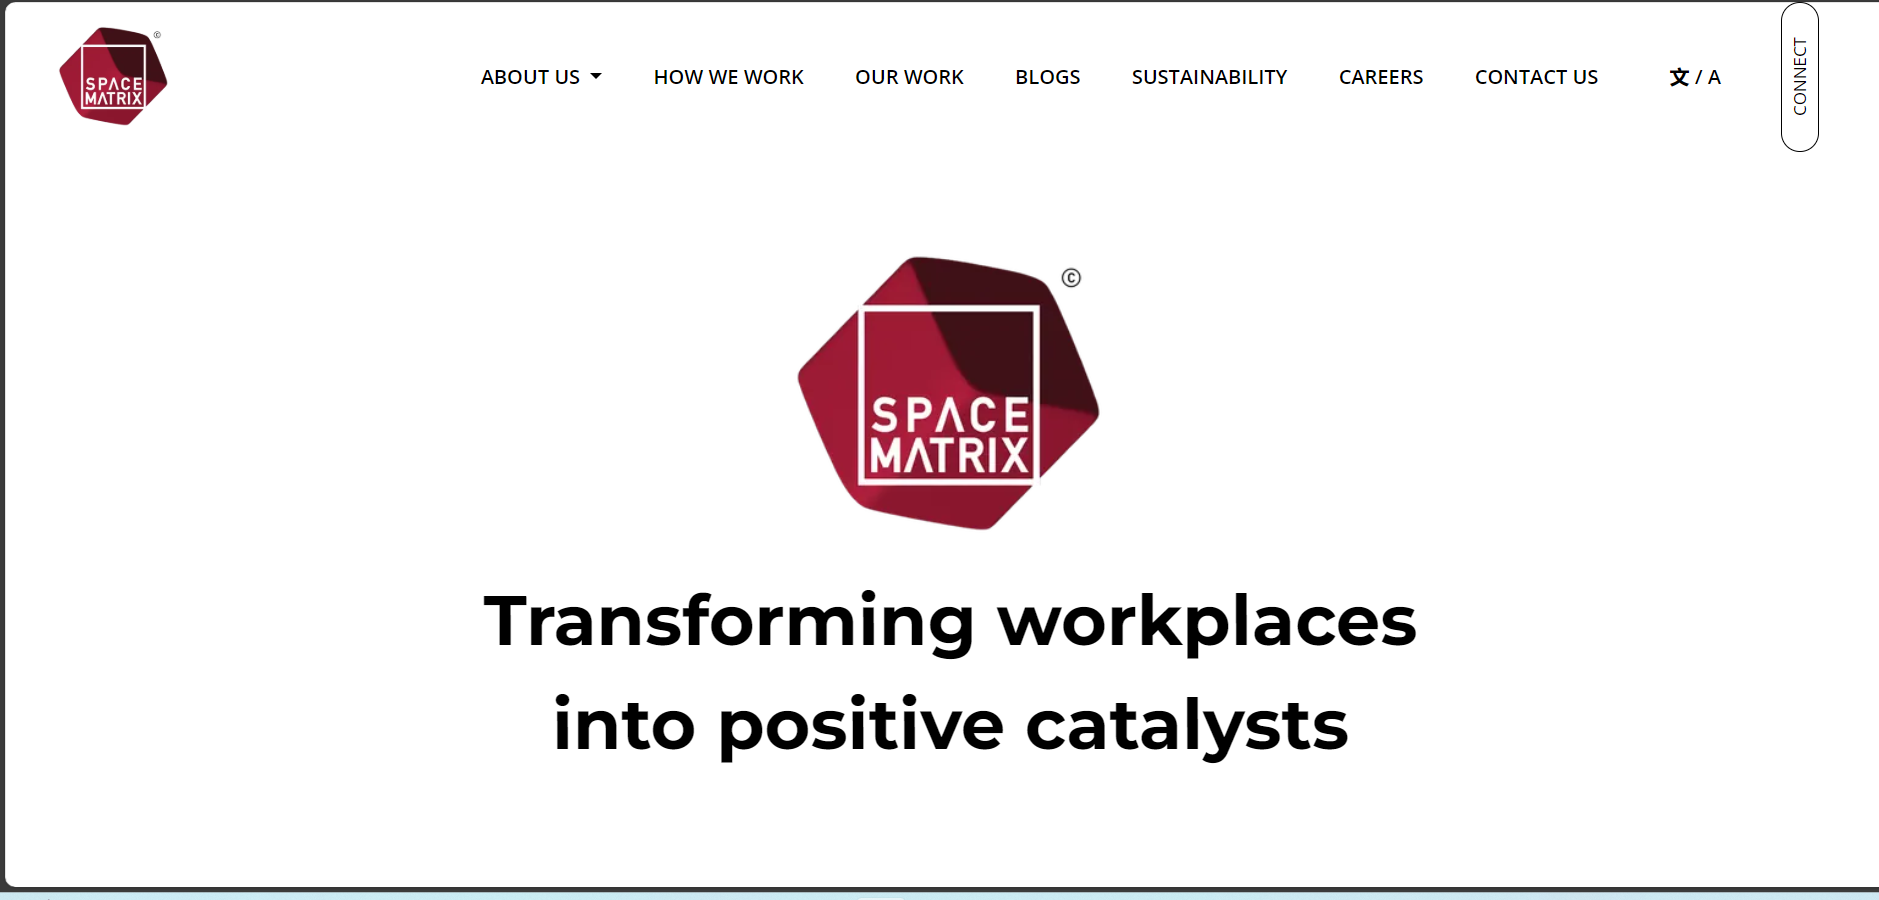 SPACE
MATRIX
©
ABOUT US
HOW WE WORK
OUR WORK
BLOGS
SUSTAINABILITY
CAREERS
CONTACT US
文 / A
CONNECT
©
SPACE
MATRIX
Transforming workplaces
into positive catalysts